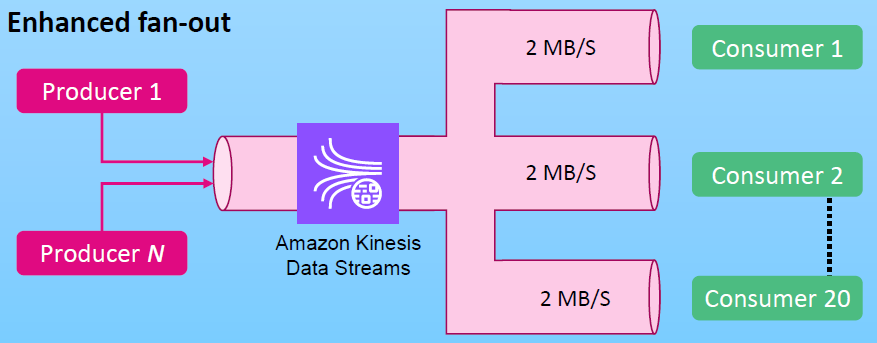 Enhanced fan-out
Producer 1
Producer N
Amazon Kinesis
Data Streams
2 MB/S
2 MB/S
2 MB/S
Consumer 1
Consumer 2
Consumer 20